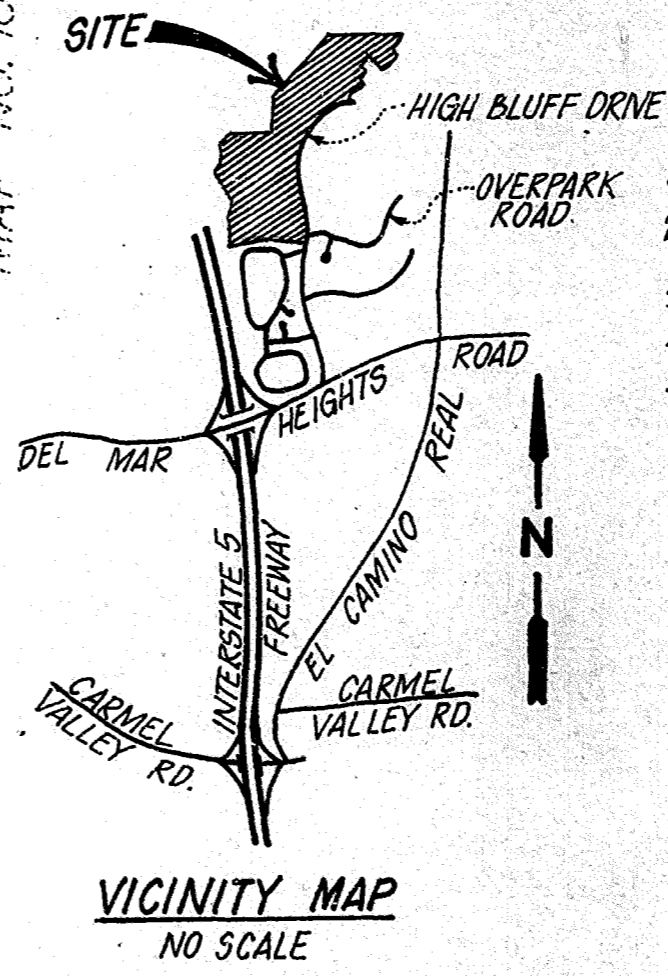 SITE
HIGH BLUFF DRIVE
OVERPARK
ROAD
DEL MAR HEIGHTS ROAD
EL CAMINO REAL
INTERSTATE 5
FREEWAY
N
CARMEL
VALLEY RD.
CARMEL
VALLEY RD.
VICINITY MAP
NO SCALE